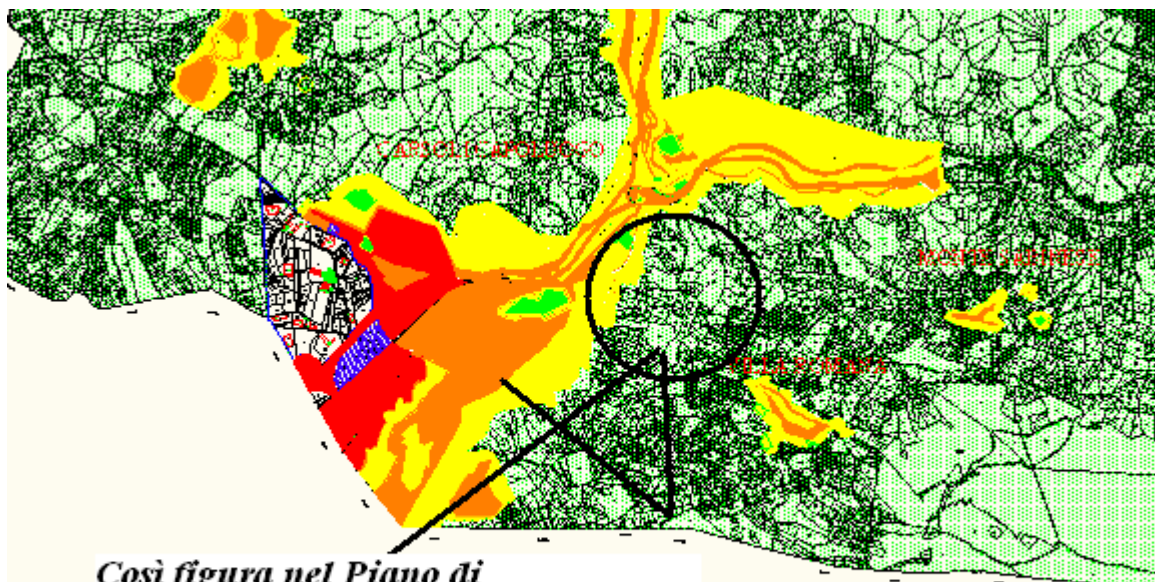 CARSOLI CAPOLUOGO
MONTE SABINESE
VILLA ROMANA
Così figura nel Piano di